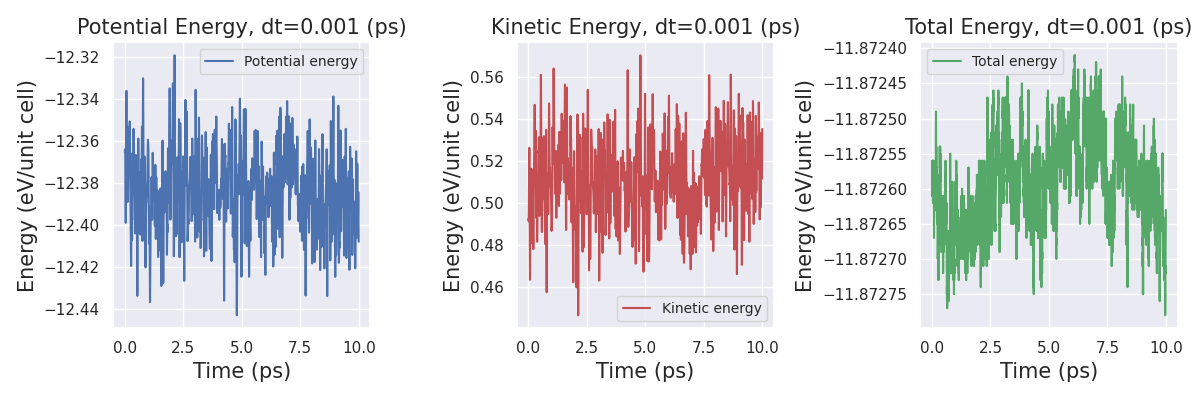 Potential Energy, dt=0.001 (ps)
Energy (eV/unit cell)
−12.32
−12.34
−12.36
−12.38
−12.40
−12.42
−12.44
Potential energy
0.0 2.5 5.0 7.5 10.0
Time (ps)
Kinetic Energy, dt=0.001 (ps)
Energy (eV/unit cell)
0.56
0.54
0.52
0.50
0.48
0.46
Kinetic energy
0.0 2.5 5.0 7.5 10.0
Time (ps)
Total Energy, dt=0.001 (ps)
Energy (eV/unit cell)
−11.87240
−11.87245
−11.87250
−11.87255
−11.87260
−11.87265
−11.87270
−11.87275
Total energy
0.0 2.5 5.0 7.5 10.0
Time (ps)